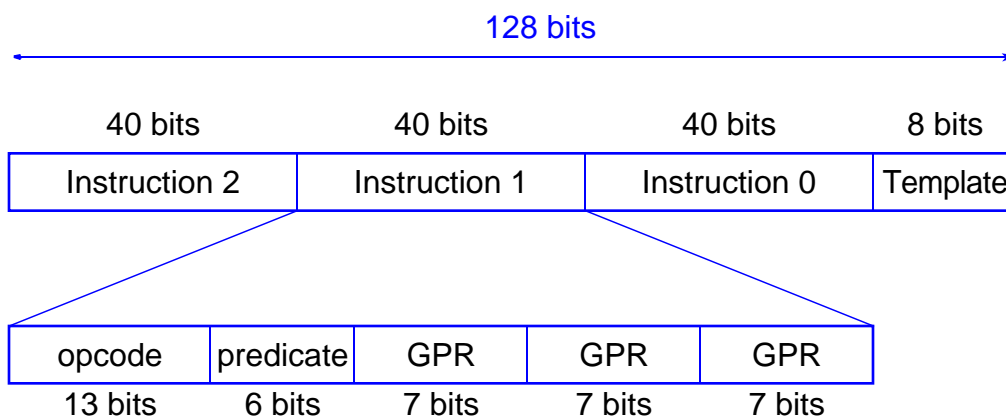 128 bits
40 bits 40 bits 40 bits 8 bits
Instruction 2 Instruction 1 Instruction 0 Template
opcode predicate GPR GPR GPR
13 bits 6 bits 7 bits 7 bits 7 bits